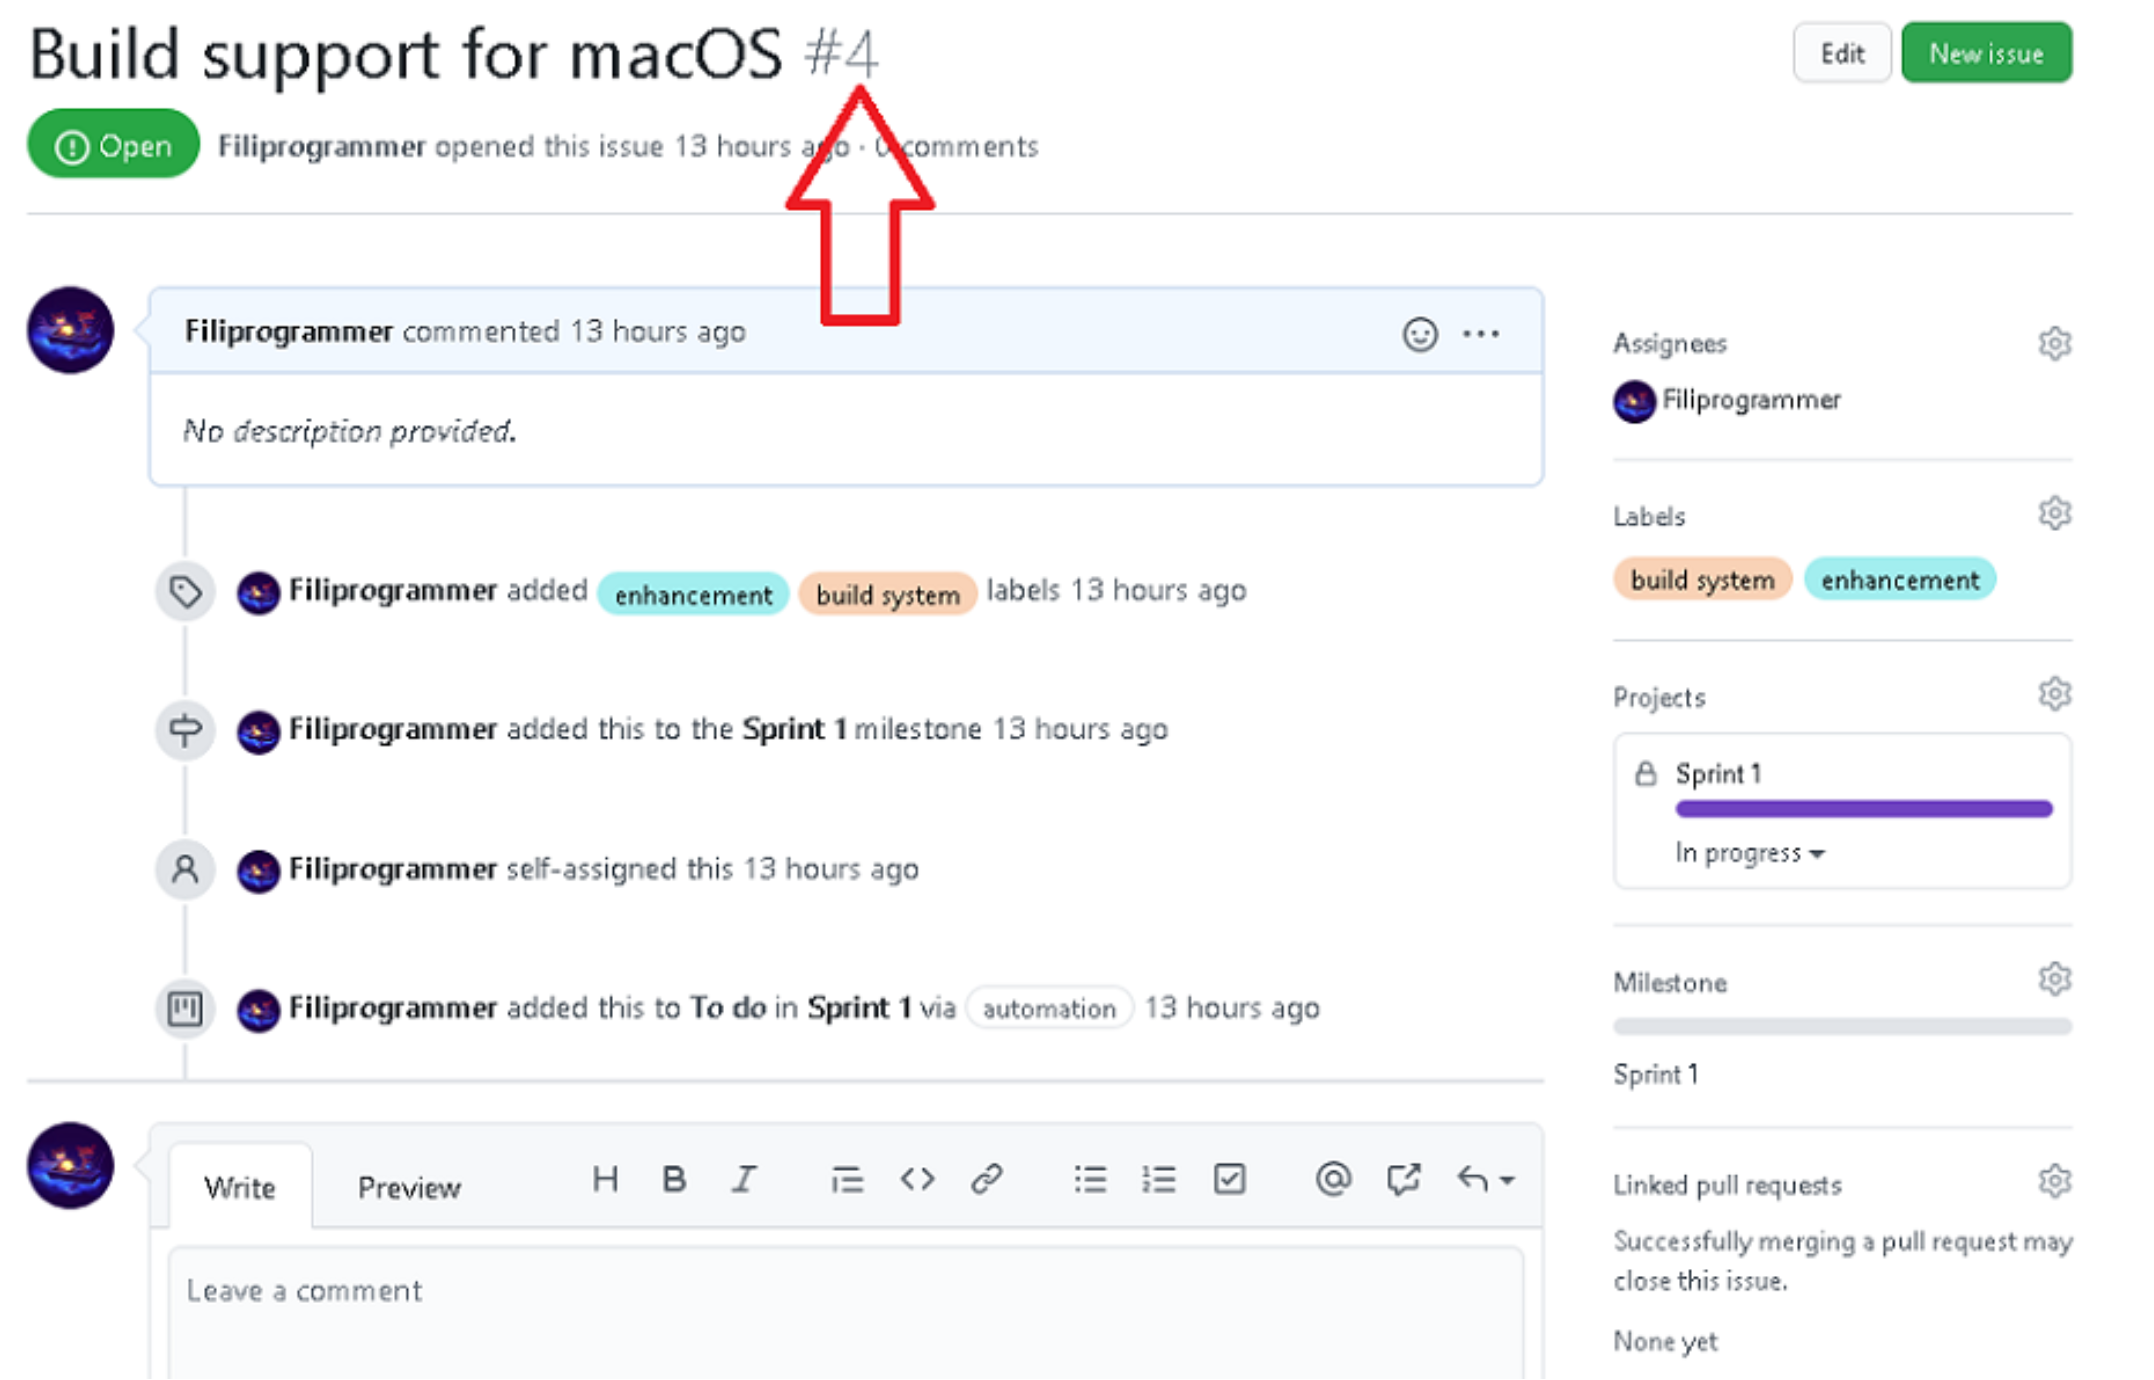 Build support for macOS #4
Edit
New issue
Open
Filiprogrammer opened this issue 13 hours ago · 0 comments
Filiprogrammer commented 13 hours ago
No description provided.
Filiprogrammer added enhancement build system labels 13 hours ago
Filiprogrammer added this to the Sprint 1 milestone 13 hours ago
Filiprogrammer self-assigned this 13 hours ago
Filiprogrammer added this to To do in Sprint 1 via automation 13 hours ago
Write Preview H B I
Leave a comment
Assignees
Filiprogrammer
Labels
build system enhancement
Projects
Sprint 1
In progress
Milestone
Sprint 1
Linked pull requests
Successfully merging a pull request may
close this issue.
None yet